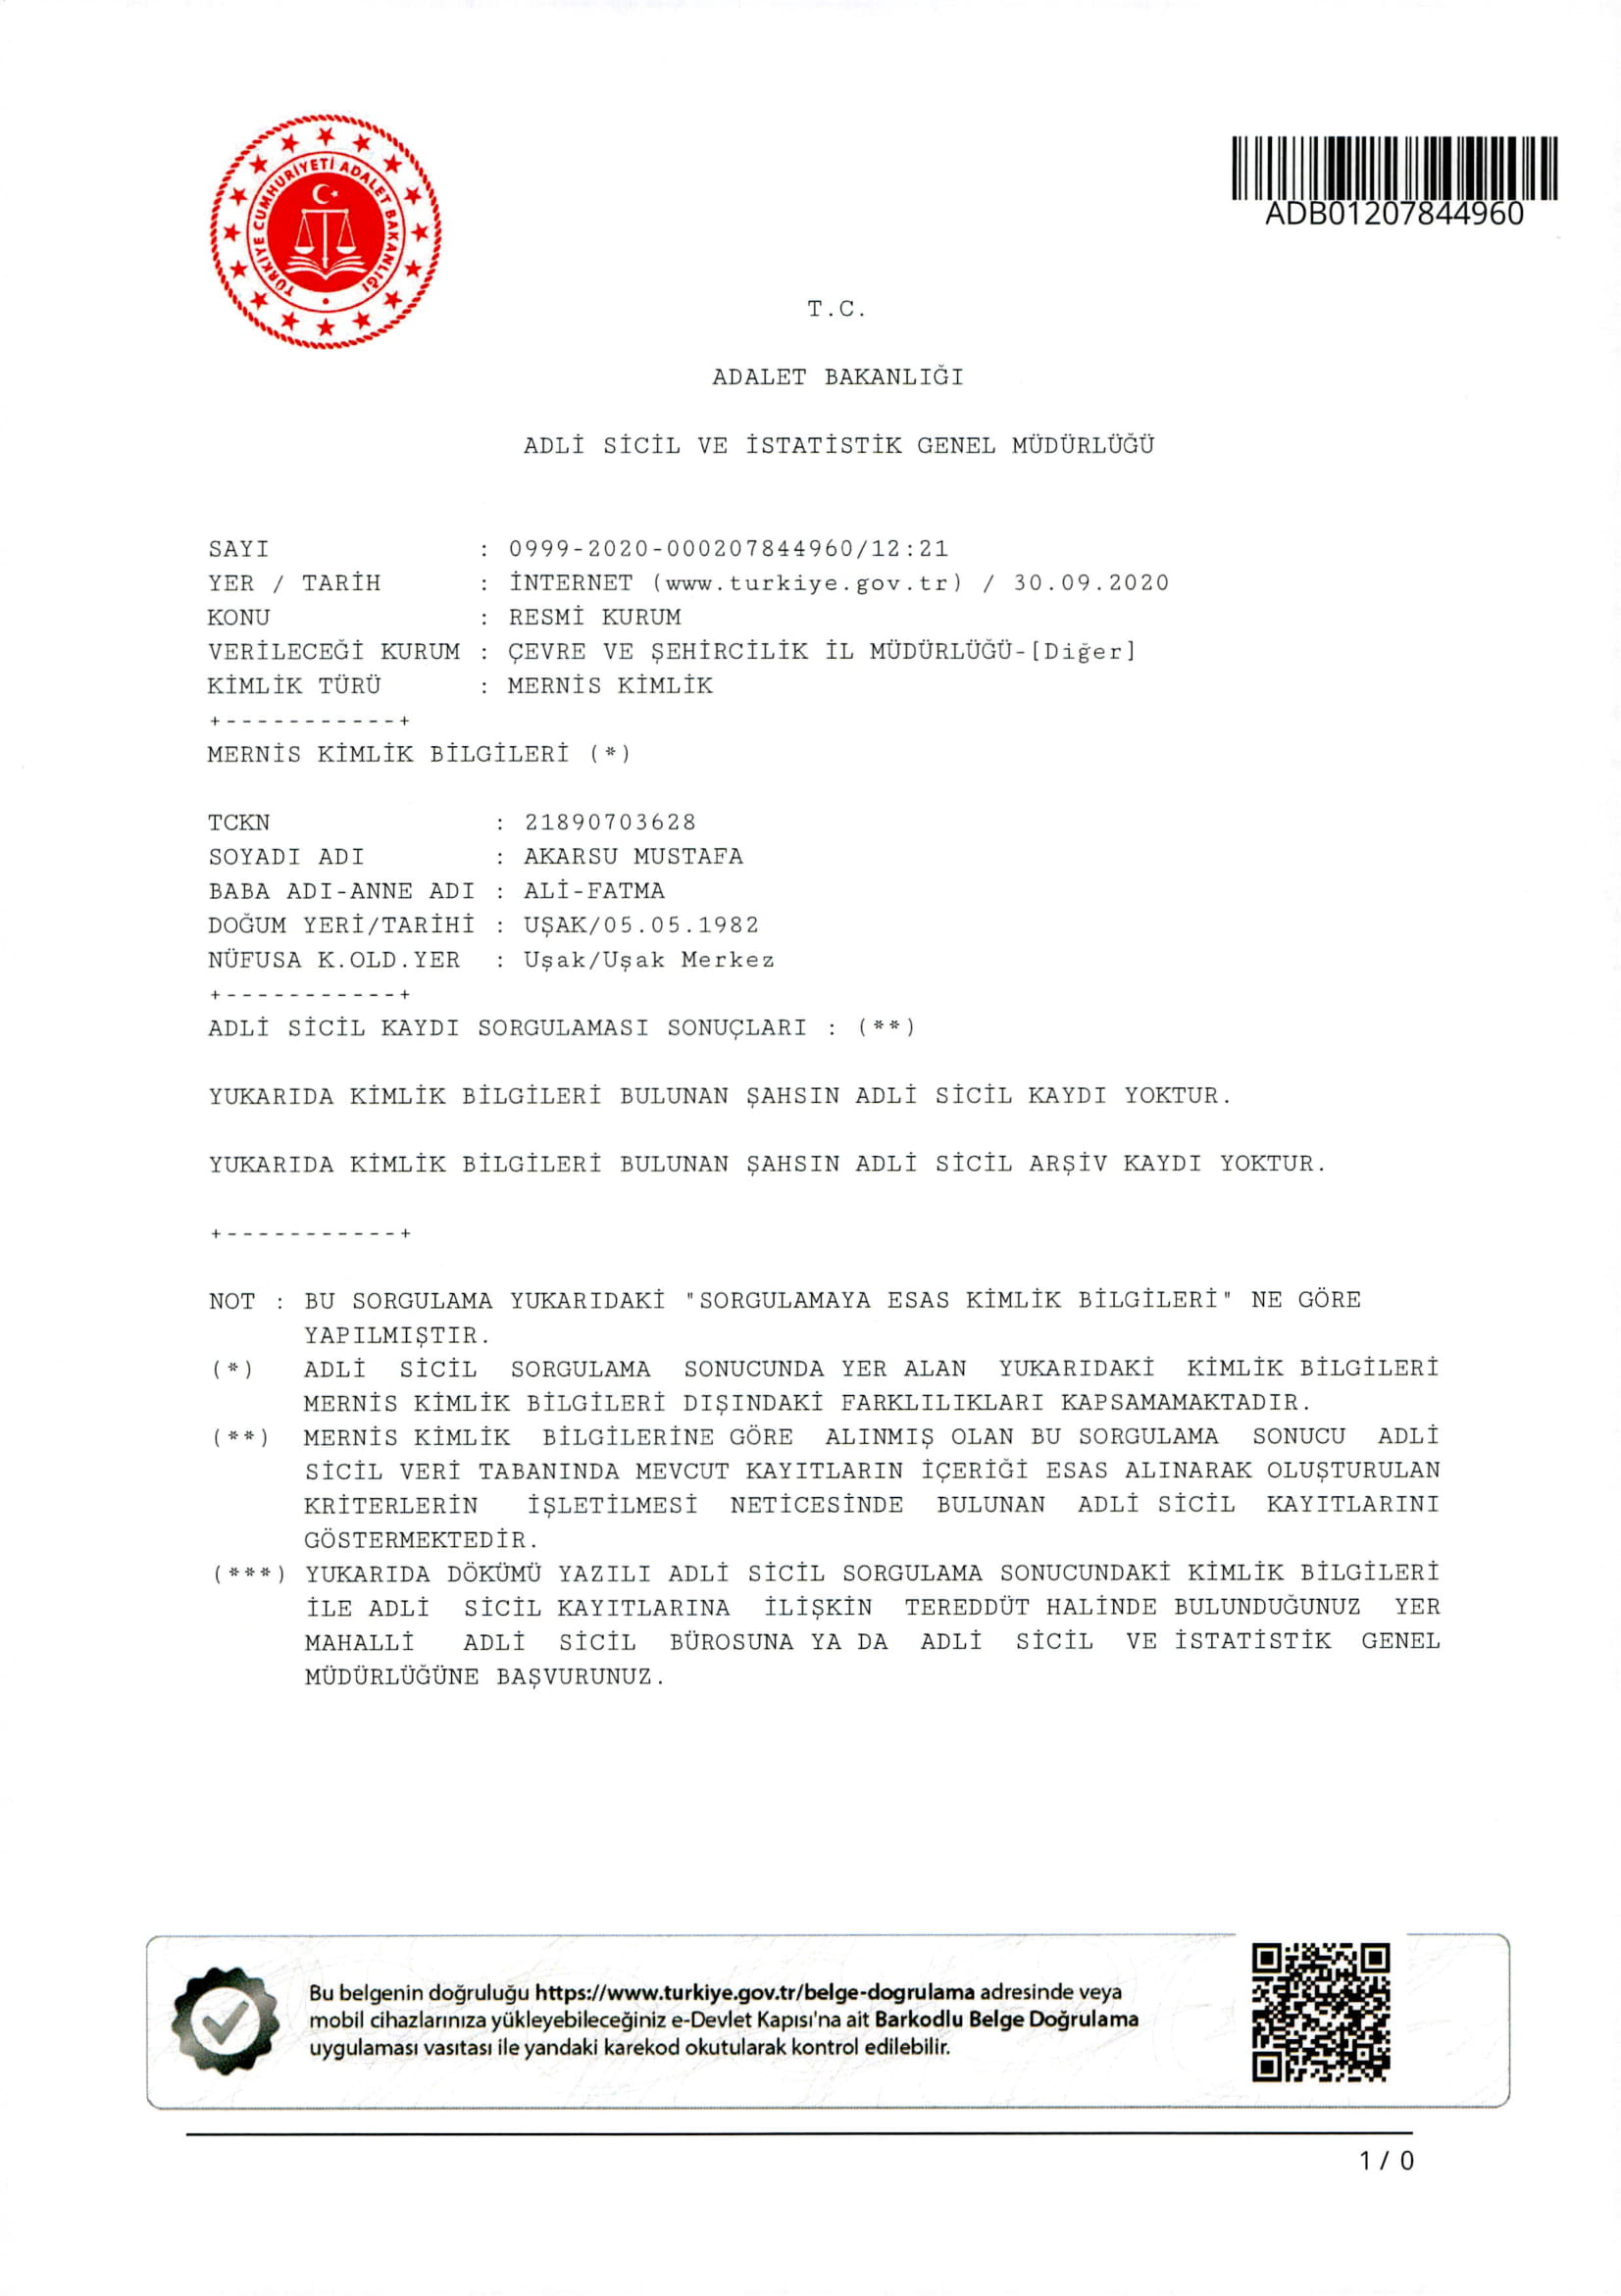 TÜRKİYE CUMHURİYETİ ADALET BAKANLIĞI
ADB01207844960
T.C.
ADALET BAKANLIĞI
ADLİ SİCİL VE İSTATİSTİK GENEL MÜDÜRLÜĞÜ
SAYI : 0999-2020-000207844960/12:21
YER / TARİH : İNTERNET (www.turkiye.gov.tr) / 30.09.2020
KONU : RESMİ KURUM
VERİLECEĞİ KURUM : ÇEVRE VE ŞEHİRCİLİK İL MÜDÜRLÜĞÜ-[Diğer]
KİMLİK TÜRÜ : MERNİS KİMLİK
+-----------+
MERNİS KİMLİK BİLGİLERİ (*)
TCKN : 21890703628
SOYADI ADI : AKARSU MUSTAFA
BABA ADI-ANNE ADI : ALİ-FATMA
DOĞUM YERİ/TARİHİ : UŞAK/05.05.1982
NÜFUSA K.OLD.YER : Uşak/Uşak Merkez
+-----------+
ADLİ SİCİL KAYDI SORGULAMASI SONUÇLARI : (**)
YUKARIDA KİMLİK BİLGİLERİ BULUNAN ŞAHSIN ADLİ SİCİL KAYDI YOKTUR.
YUKARIDA KİMLİK BİLGİLERİ BULUNAN ŞAHSIN ADLİ SİCİL ARŞİV KAYDI YOKTUR.
+-----------+
NOT : BU SORGULAMA YUKARIDAKİ "SORGULAMAYA ESAS KİMLİK BİLGİLERİ" NE GÖRE
YAPILMIŞTIR.
(*) ADLİ SİCİL SORGULAMA SONUCUNDA YER ALAN YUKARIDAKİ KİMLİK BİLGİLERİ
MERNİS KİMLİK BİLGİLERİ DIŞINDAKİ FARKLILIKLARI KAPSAMAMAKTADIR.
(**) MERNİS KİMLİK BİLGİLERİNE GÖRE ALINMIŞ OLAN BU SORGULAMA SONUCU ADLİ
SİCİL VERİ TABANINDA MEVCUT KAYITLARIN İÇERİĞİ ESAS ALINARAK OLUŞTURULAN
KRİTERLERİN İŞLETİLMESİ NETİCESİNDE BULUNAN ADLİ SİCİL KAYITLARINI
GÖSTERMEKTEDİR.
(***) YUKARIDA DÖKÜMÜ YAZILI ADLİ SİCİL SORGULAMA SONUCUNDAKİ KİMLİK BİLGİLERİ
İLE ADLİ SİCİL KAYITLARINA İLİŞKİN TEREDDÜT HALİNDE BULUNDUĞUNUZ YER
MAHALLİ ADLİ SİCİL BÜROSUNA YA DA ADLİ SİCİL VE İSTATİSTİK GENEL
MÜDÜRLÜĞÜNE BAŞVURUNUZ.
Bu belgenin doğruluğu https://www.turkiye.gov.tr/belge-dogrulama adresinde veya
mobil cihazlarınıza yükleyebileceğiniz e-Devlet Kapısı'na ait Barkodlu Belge Doğrulama
uygulaması vasıtası ile yandaki karekod okutularak kontrol edilebilir.
1 / 0